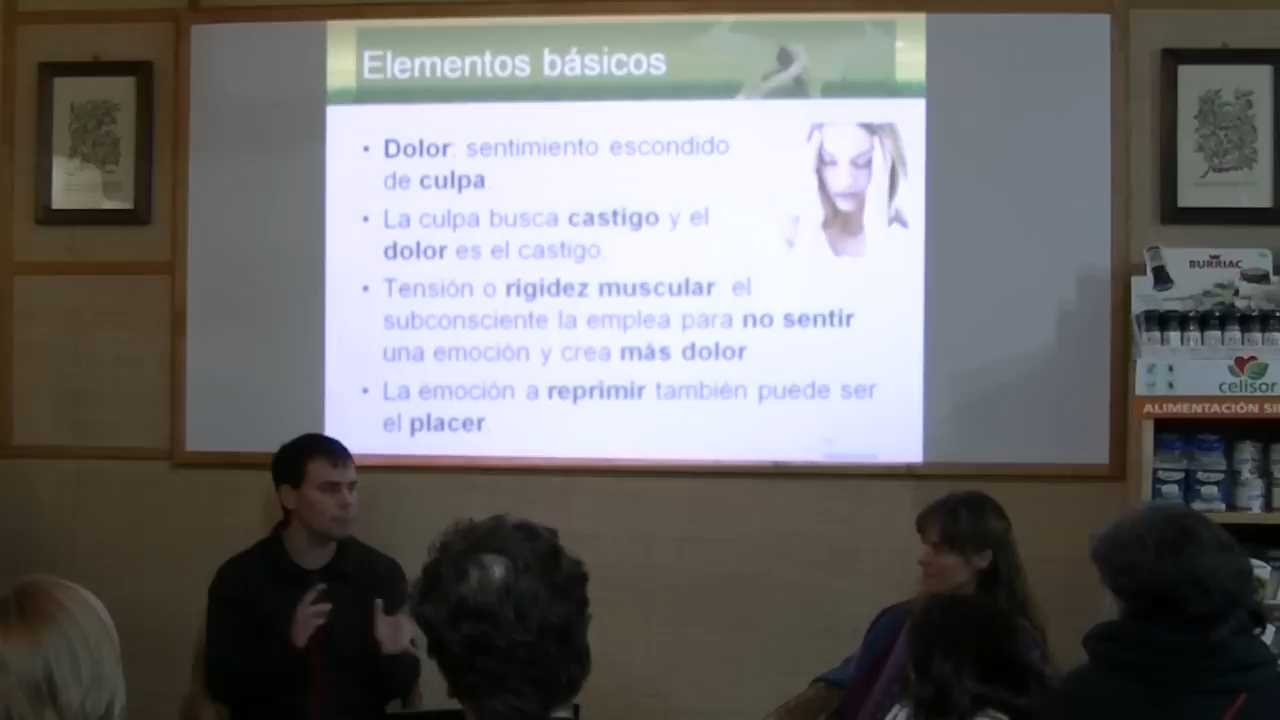 Elementos básicos
• Dolor: sentimiento escondido
de culpa.
• La culpa busca castigo y el
dolor es el castigo.
• Tensión o rigidez muscular: el
subconsciente la emplea para no sentir
una emoción y crea más dolor
• La emoción a reprimir también puede ser
el placer.
BURRIAC
celisor
ALIMENTACIÓN